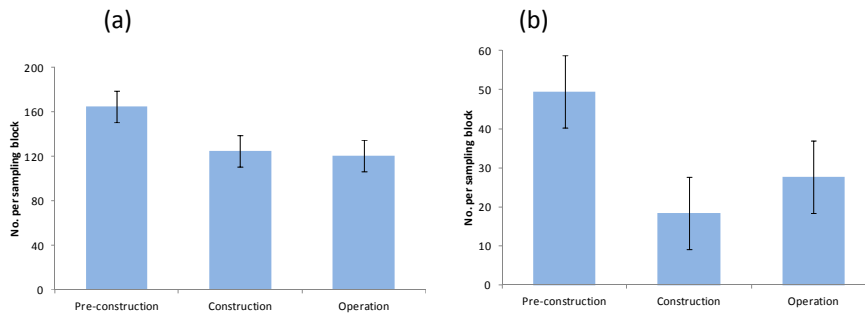 (a)
No. per sampling block
200
160
120
80
40
0
Pre-construction Construction Operation
(b)
No. per sampling block
60
50
40
30
20
10
0
Pre-construction Construction Operation